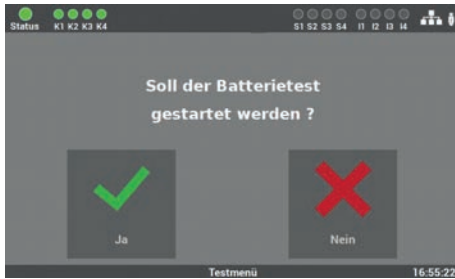 Status K1 K2 K3 K4 S1 S2 S3 S4 I1 I2 I3 I4
Soll der Batterietest
gestartet werden ?
Ja Nein
Testmenü 16:55:22